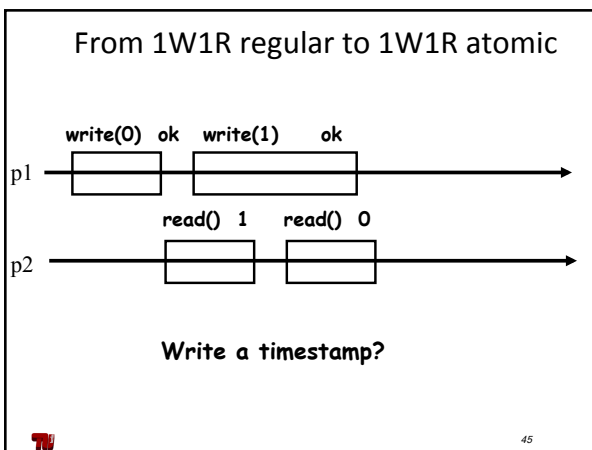 From 1W1R regular to 1W1R atomic
write(0) ok write(1) ok
p1
read() 1 read() 0
p2
Write a timestamp?
45